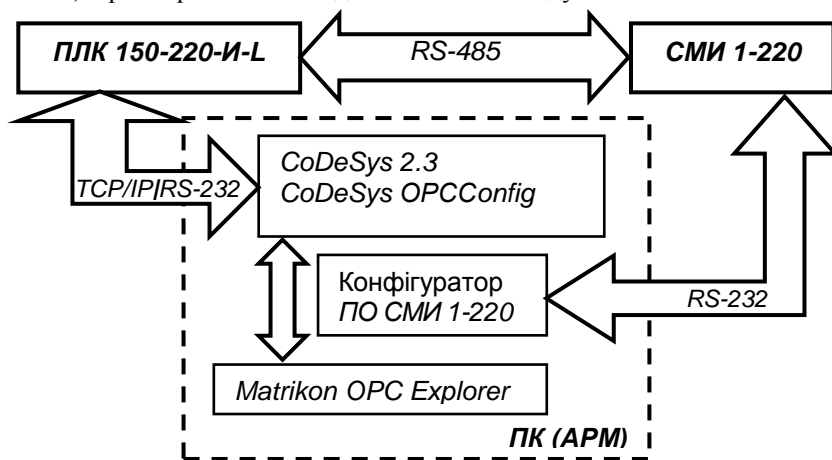 ПЛК 150-220-И-L
RS-485
СМИ 1-220
TCP/IP|RS-232
CoDeSys 2.3
CoDeSys OPCConfig
Конфігуратор
ПО СМИ 1-220
RS-232
Matrikon OPC Explorer
ПК (АРМ)